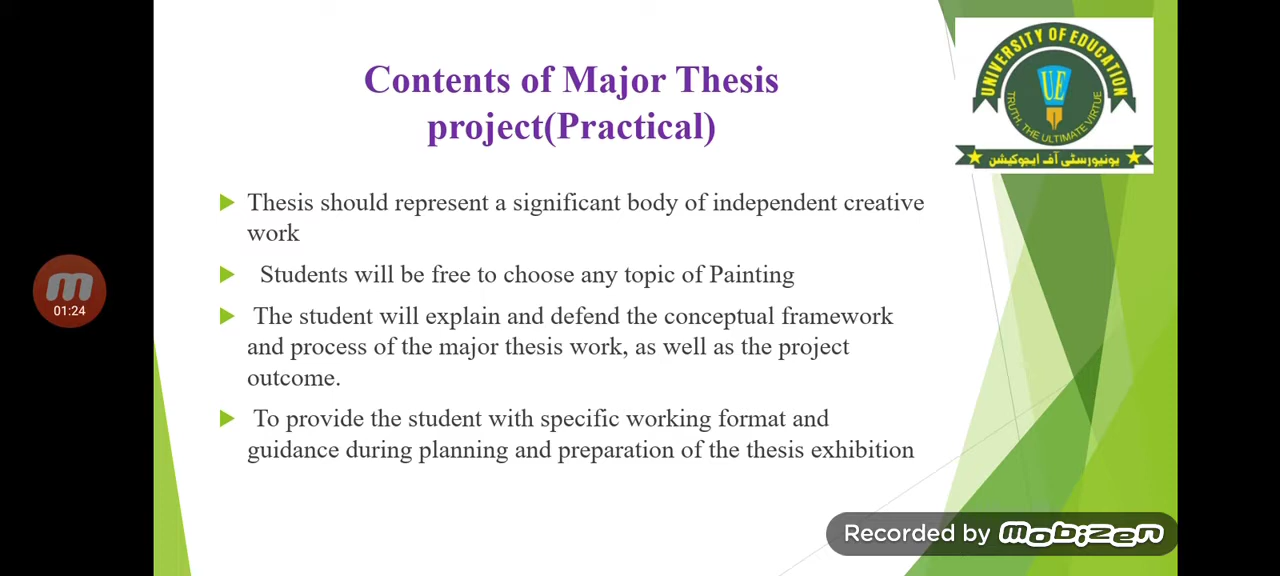 Contents of Major Thesis
project(Practical)
UNIVERSITY OF EDUCATION
UE
TRUTH, THE ULTIMATE VIRTUE
یونیورسٹی آف ایجوکیشن
Thesis should represent a significant body of independent creative
work
Students will be free to choose any topic of Painting
The student will explain and defend the conceptual framework
and process of the major thesis work, as well as the project
outcome.
To provide the student with specific working format and
guidance during planning and preparation of the thesis exhibition
m
01:24
Recorded by mobizen